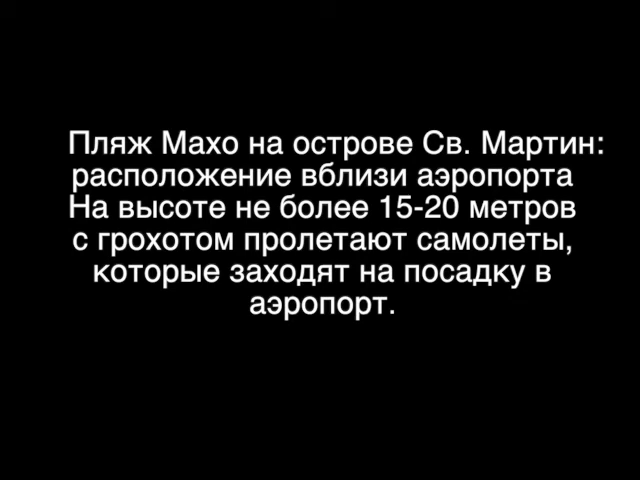 Пляж Махо на острове Св. Мартин:
расположение вблизи аэропорта
На высоте не более 15-20 метров
с грохотом пролетают самолеты,
которые заходят на посадку в
аэропорт.